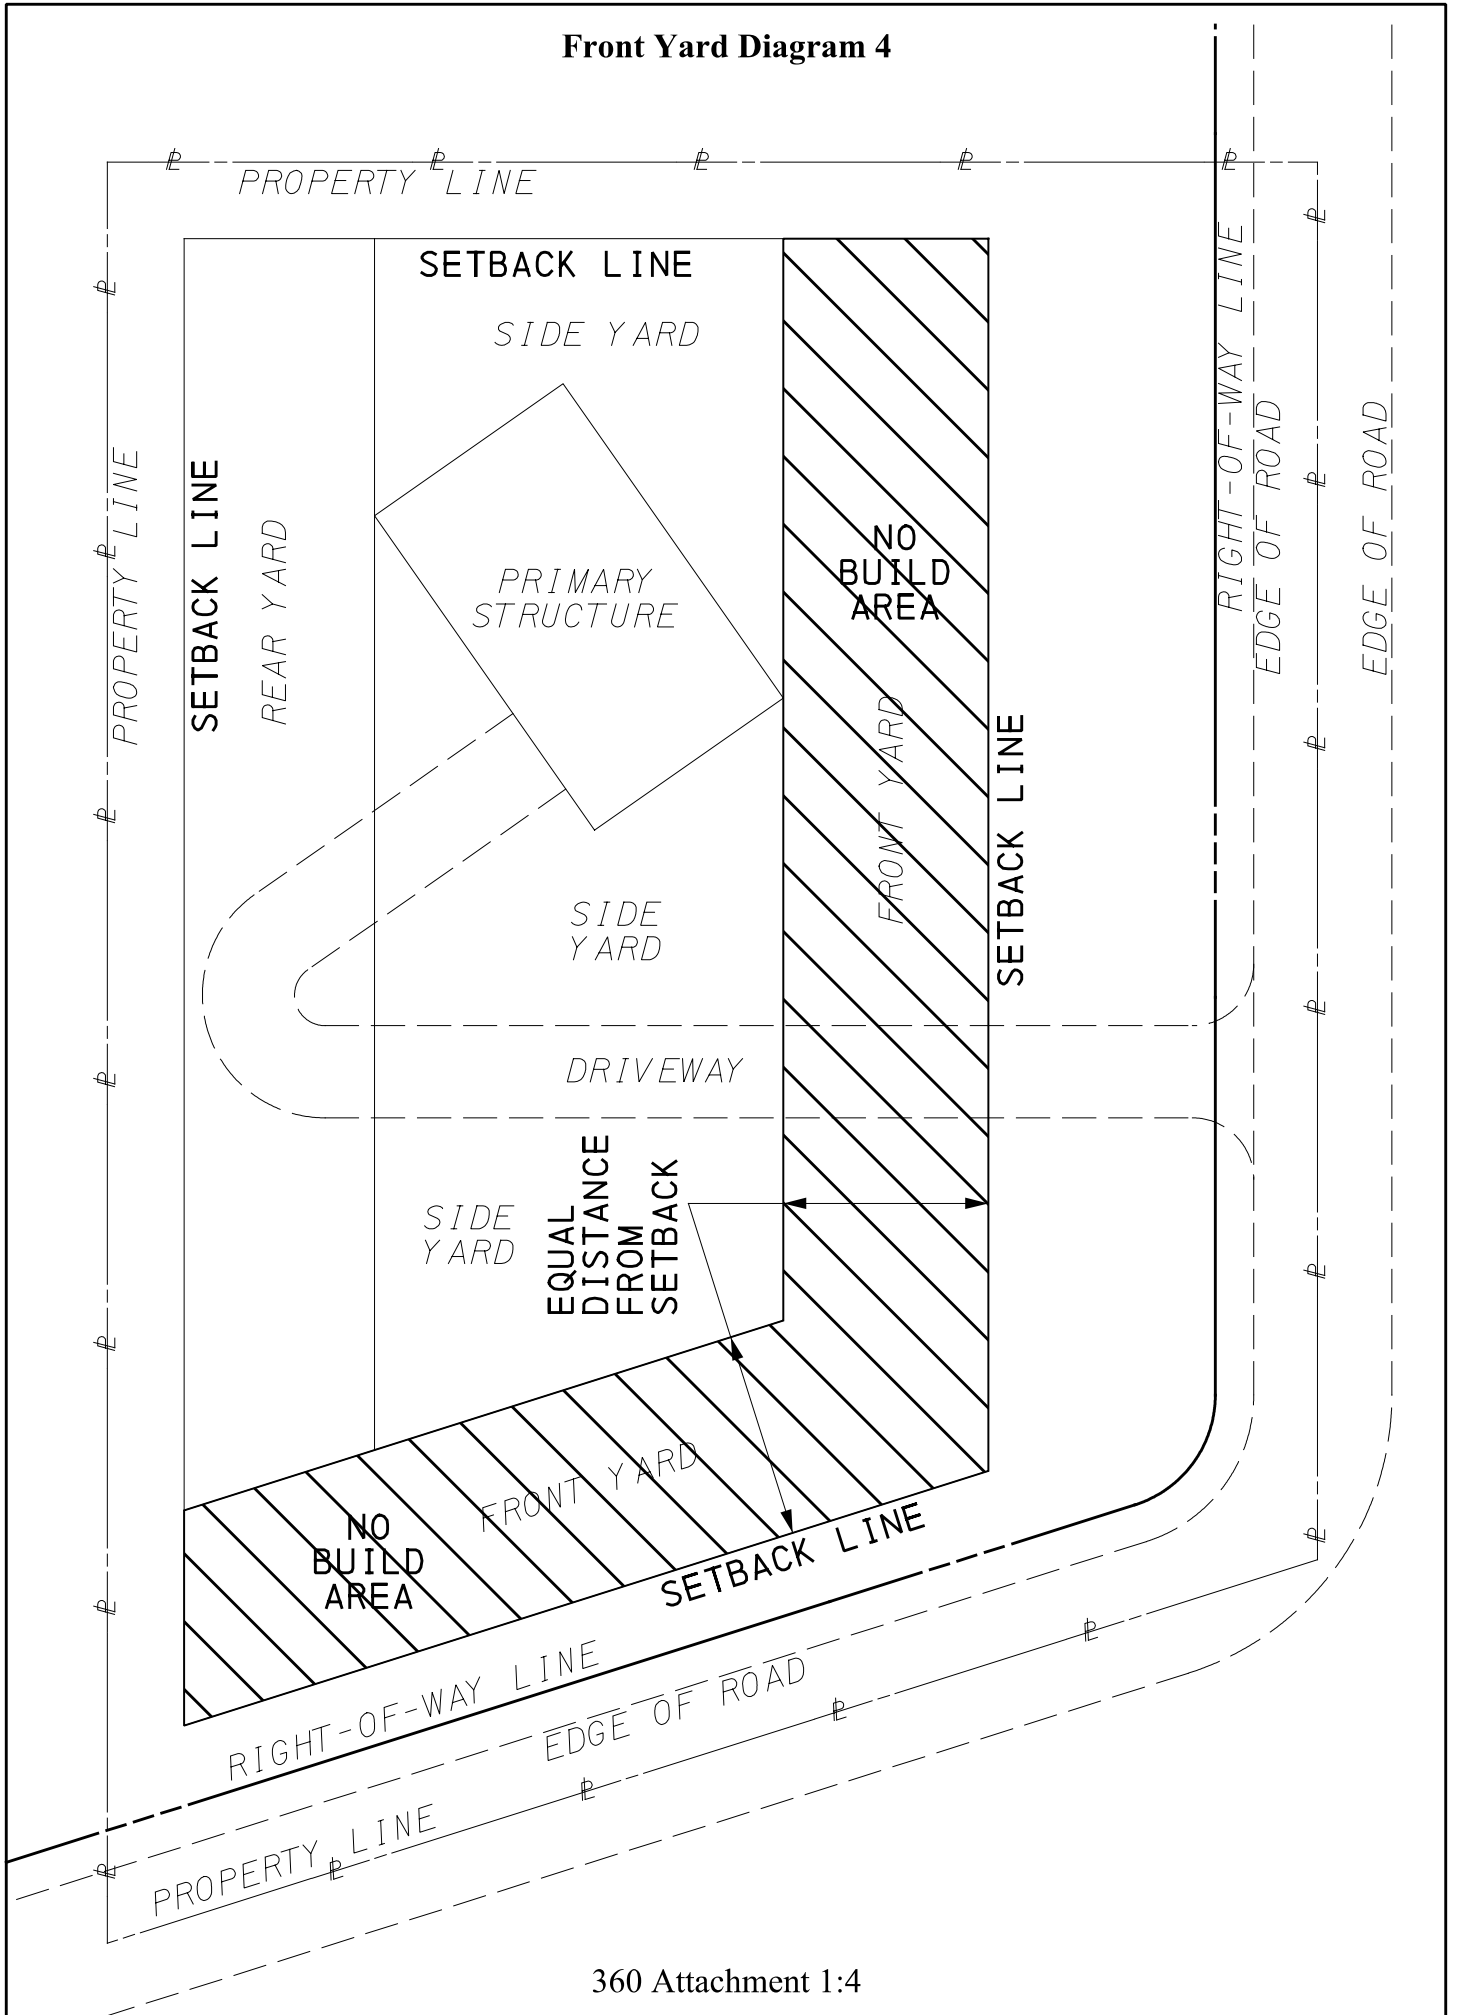 Front Yard Diagram 4
PROPERTY LINE
SETBACK LINE
SIDE YARD
RIGHT-OF-WAY LINE
EDGE OF ROAD
EDGE OF ROAD
PROPERTY LINE
SETBACK LINE
REAR YARD
PRIMARY
STRUCTURE
NO
BUILD
AREA
FRONT YARD
SETBACK LINE
SIDE
YARD
DRIVEWAY
SIDE
YARD
EQUAL
DISTANCE
FROM
SETBACK
FRONT YARD
NO
BUILD
AREA
SETBACK LINE
RIGHT-OF-WAY LINE
EDGE OF ROAD
PROPERTY LINE
360 Attachment 1:4